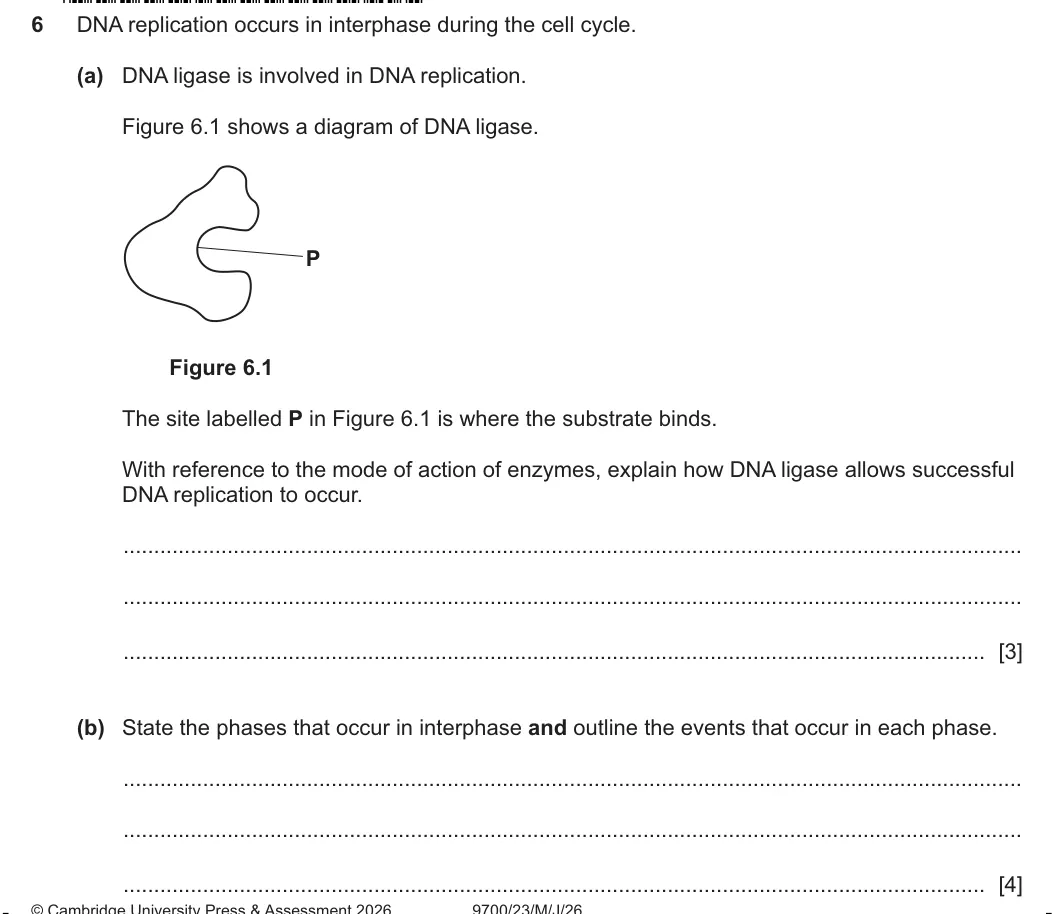 6 DNA replication occurs in interphase during the cell cycle.
(a) DNA ligase is involved in DNA replication.
Figure 6.1 shows a diagram of DNA ligase.
P
Figure 6.1
The site labelled P in Figure 6.1 is where the substrate binds.
With reference to the mode of action of enzymes, explain how DNA ligase allows successful
DNA replication to occur.
[3]
(b) State the phases that occur in interphase and outline the events that occur in each phase.
[4]
© Cambridge University Press & Assessment 2026 9700/23/M/J/26